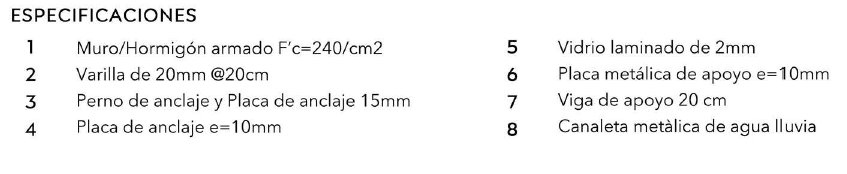 ESPECIFICACIONES
1 Muro/Hormigón armado F'c=240/cm2
2 Varilla de 20mm @20cm
3 Perno de anclaje y Placa de anclaje 15mm
4 Placa de anclaje e=10mm
5 Vidrio laminado de 2mm
6 Placa metálica de apoyo e=10mm
7 Viga de apoyo 20 cm
8 Canaleta metàlica de agua lluvia